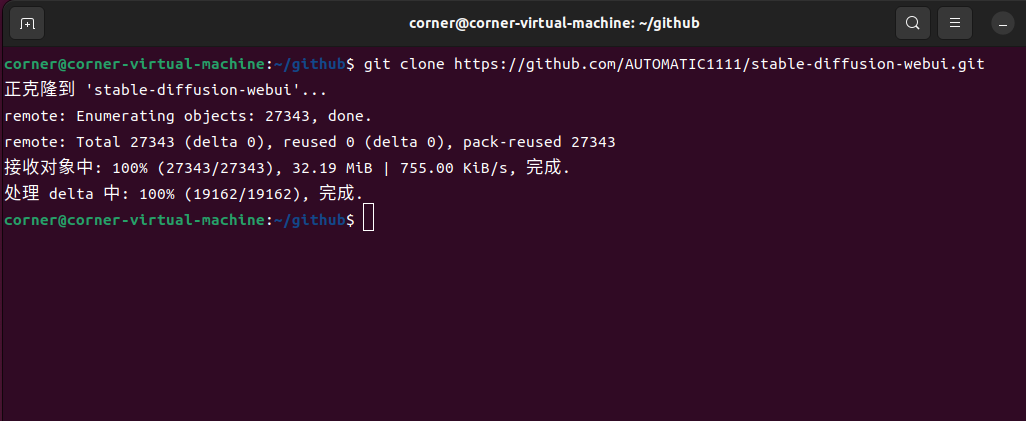 corner@corner-virtual-machine: ~/github
corner@corner-virtual-machine:~/github$ git clone https://github.com/AUTOMATIC1111/stable-diffusion-webui.git
正克隆到 'stable-diffusion-webui'...
remote: Enumerating objects: 27343, done.
remote: Total 27343 (delta 0), reused 0 (delta 0), pack-reused 27343
接收对象中: 100% (27343/27343), 32.19 MiB | 755.00 KiB/s, 完成.
处理 delta 中: 100% (19162/19162), 完成.
corner@corner-virtual-machine:~/github$